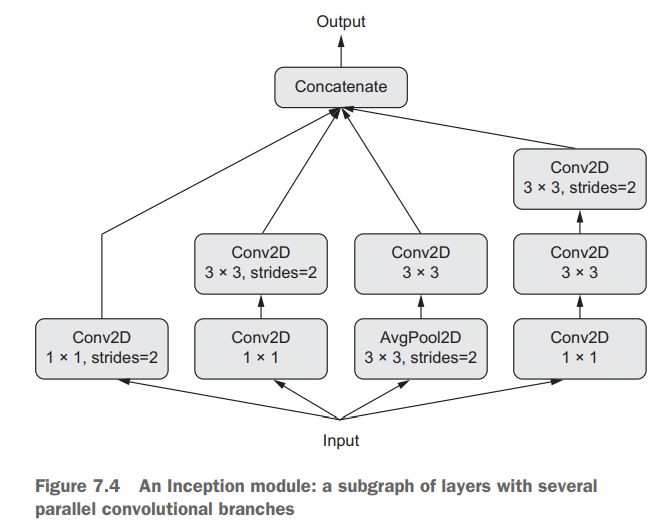 Output
Concatenate
Conv2D
3 × 3, strides=2
Conv2D
3 × 3, strides=2
Conv2D
3 × 3
Conv2D
3 × 3
Conv2D
1 × 1, strides=2
Conv2D
1 × 1
AvgPool2D
3 × 3, strides=2
Conv2D
1 × 1
Input
Figure 7.4 An Inception module: a subgraph of layers with several
parallel convolutional branches